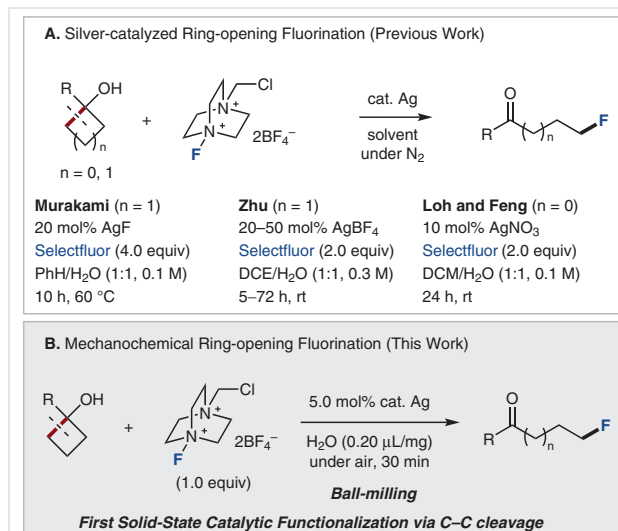 A. Silver-catalyzed Ring-opening Fluorination (Previous Work)
R OH
n
n = 0, 1
+
Cl
N+
N+
F
2BF4−
cat. Ag
solvent
under N2
O
R
n
F
Murakami (n = 1)
20 mol% AgF
Selectfluor (4.0 equiv)
PhH/H2O (1:1, 0.1 M)
10 h, 60 °C
Zhu (n = 1)
20–50 mol% AgBF4
Selectfluor (2.0 equiv)
DCE/H2O (1:1, 0.3 M)
5–72 h, rt
Loh and Feng (n = 0)
10 mol% AgNO3
Selectfluor (2.0 equiv)
DCM/H2O (1:1, 0.1 M)
24 h, rt
B. Mechanochemical Ring-opening Fluorination (This Work)
R OH
+
Cl
N+
N+
F
2BF4−
(1.0 equiv)
5.0 mol% cat. Ag
H2O (0.20 μL/mg)
under air, 30 min
Ball-milling
O
R
n
F
First Solid-State Catalytic Functionalization via C–C cleavage